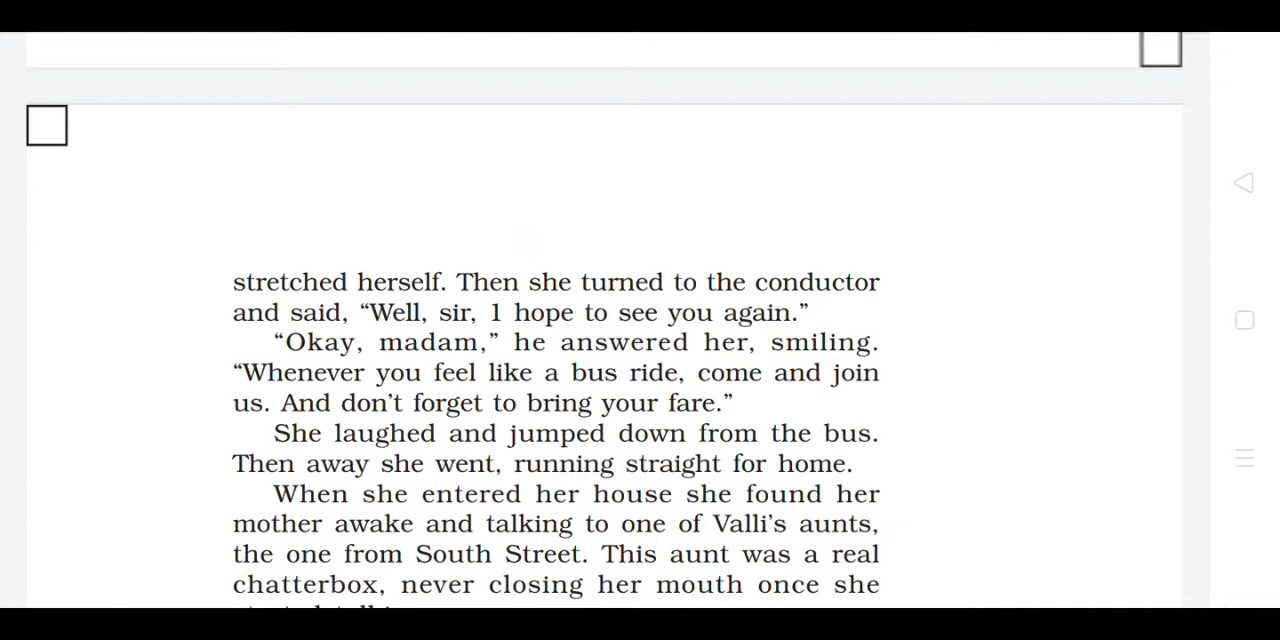 stretched herself. Then she turned to the conductor
and said, “Well, sir, 1 hope to see you again.”
“Okay, madam,” he answered her, smiling.
“Whenever you feel like a bus ride, come and join
us. And don’t forget to bring your fare.”
She laughed and jumped down from the bus.
Then away she went, running straight for home.
When she entered her house she found her
mother awake and talking to one of Valli’s aunts,
the one from South Street. This aunt was a real
chatterbox, never closing her mouth once she